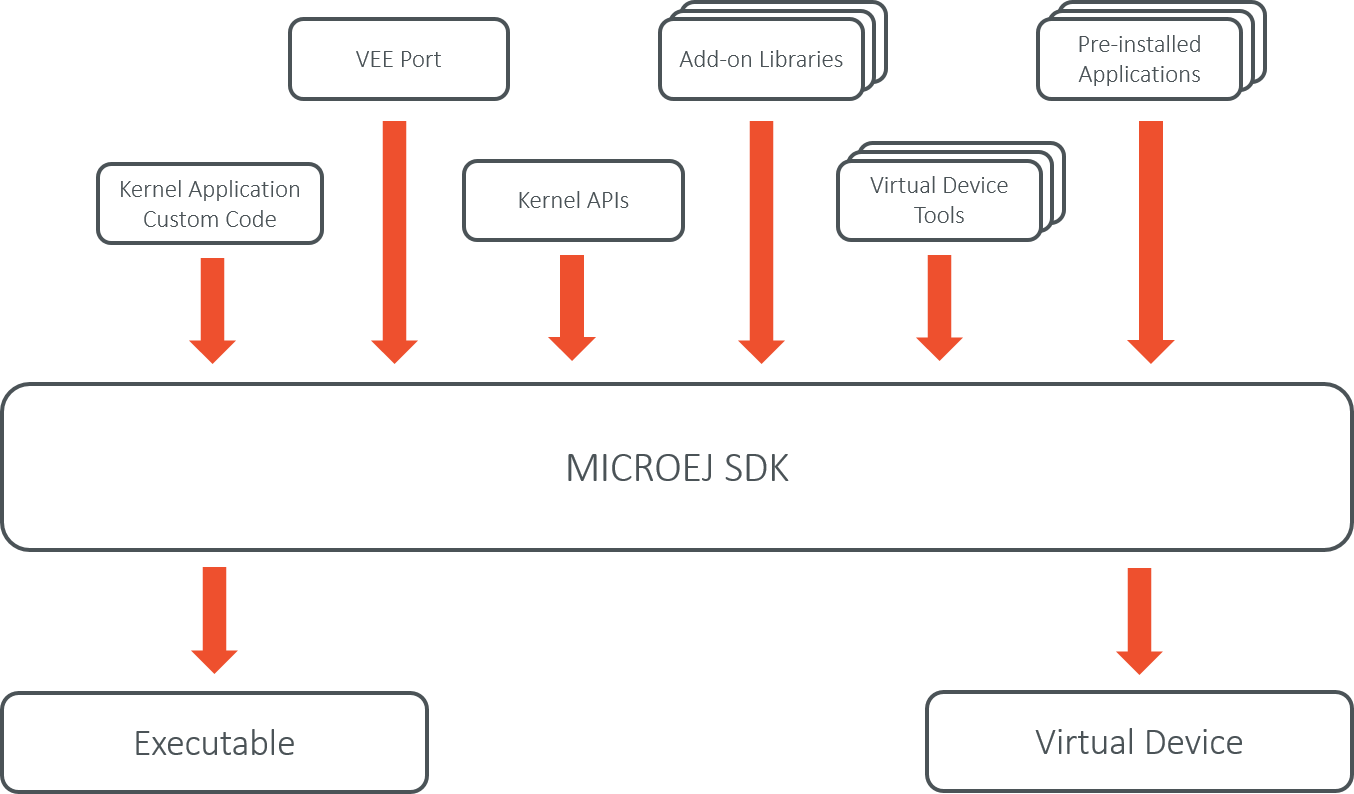 VEE Port
Add-on Libraries
Pre-installed
Applications
Kernel Application
Custom Code
Kernel APIs
Virtual Device
Tools
MICROEJ SDK
Executable
Virtual Device